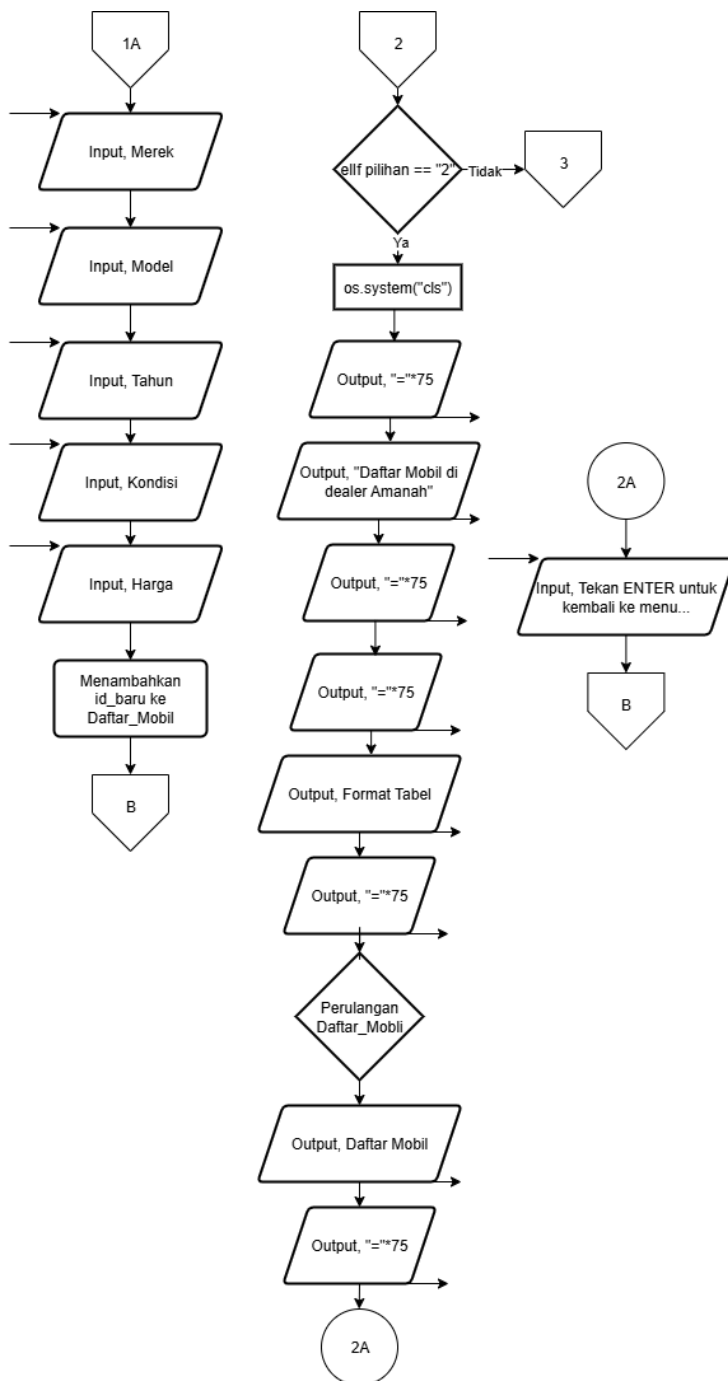 1A
Input, Merek
Input, Model
Input, Tahun
Input, Kondisi
Input, Harga
Menambahkan
id_baru ke
Daftar_Mobil
B
2
elIf pilihan == "2"
Tidak
3
Ya
os.system("cls")
Output, "="*75
Output, "Daftar Mobil di
dealer Amanah"
Output, "="*75
Output, "="*75
Output, Format Tabel
Output, "="*75
Perulangan
Daftar_Mobli
Output, Daftar Mobil
Output, "="*75
2A
2A
Input, Tekan ENTER untuk
kembali ke menu...
B